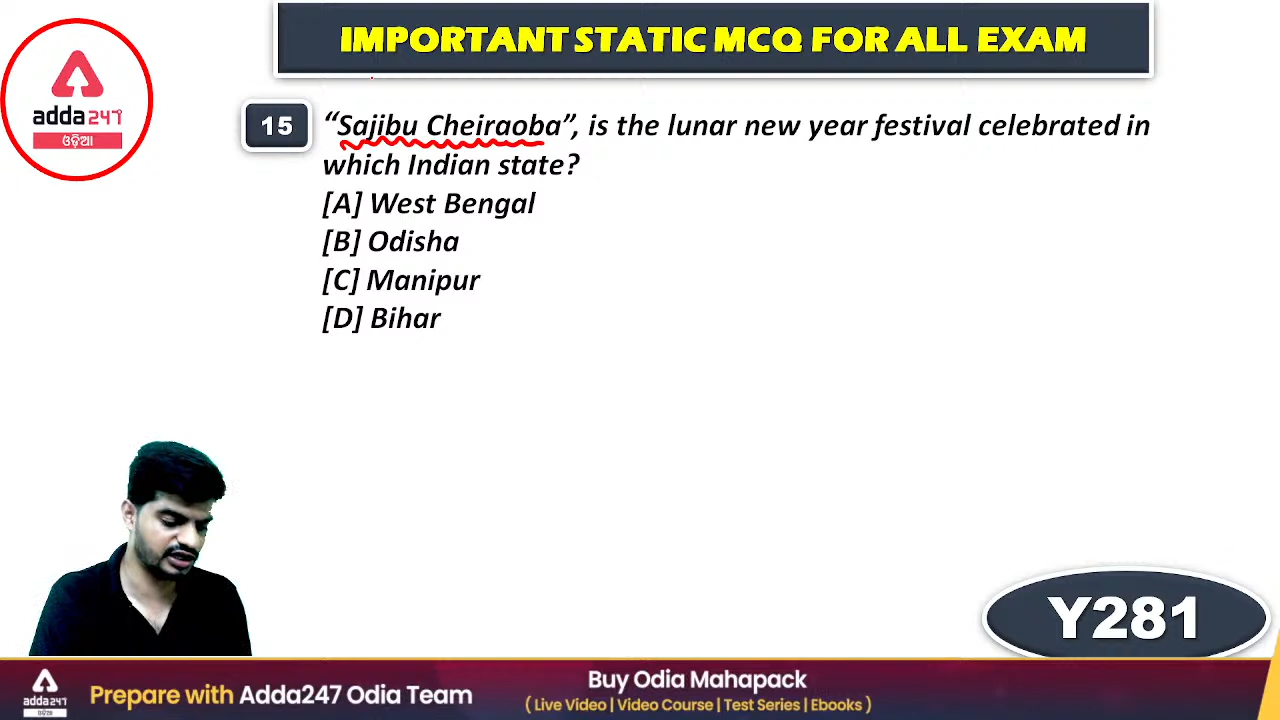 IMPORTANT STATIC MCQ FOR ALL EXAM
adda247
ଓଡ଼ିଆ
15
“Sajibu Cheiraoba”, is the lunar new year festival celebrated in
which Indian state?
[A] West Bengal
[B] Odisha
[C] Manipur
[D] Bihar
Y281
adda247
ଓଡ଼ିଆ
Prepare with Adda247 Odia Team
Buy Odia Mahapack
( Live Video | Video Course | Test Series | Ebooks )